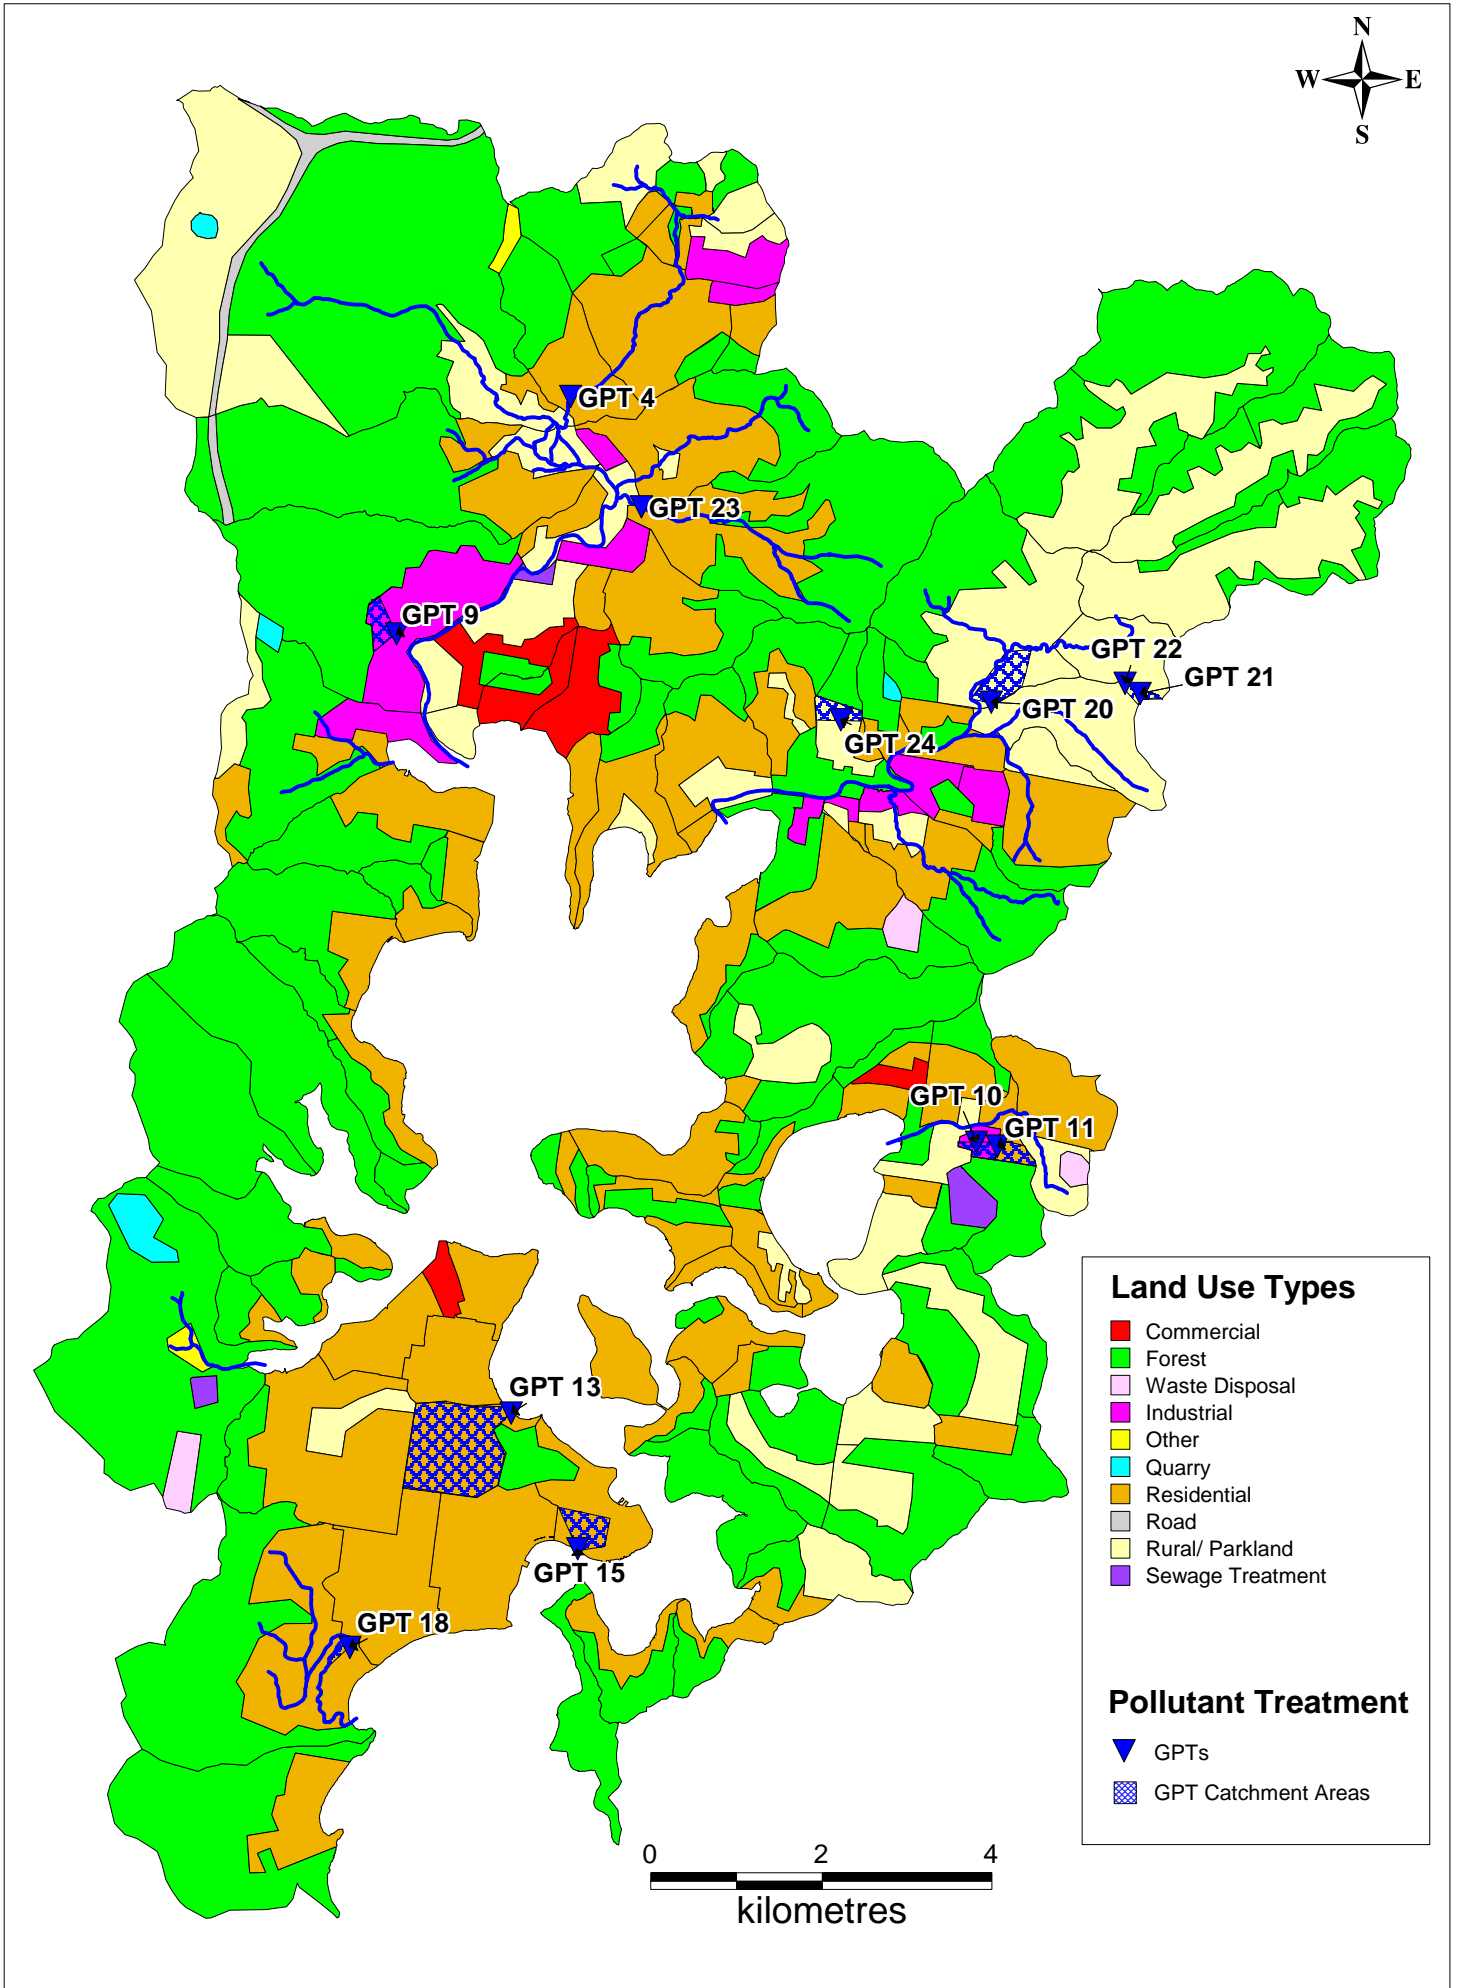 N
W E
S
GPT 4
GPT 23
GPT 9
GPT 22
GPT 21
GPT 20
GPT 24
GPT 10
GPT 11
GPT 13
GPT 15
GPT 18
Land Use Types
Commercial
Forest
Waste Disposal
Industrial
Other
Quarry
Residential
Road
Rural/ Parkland
Sewage Treatment
Pollutant Treatment
GPTs
GPT Catchment Areas
0 2 4
kilometres